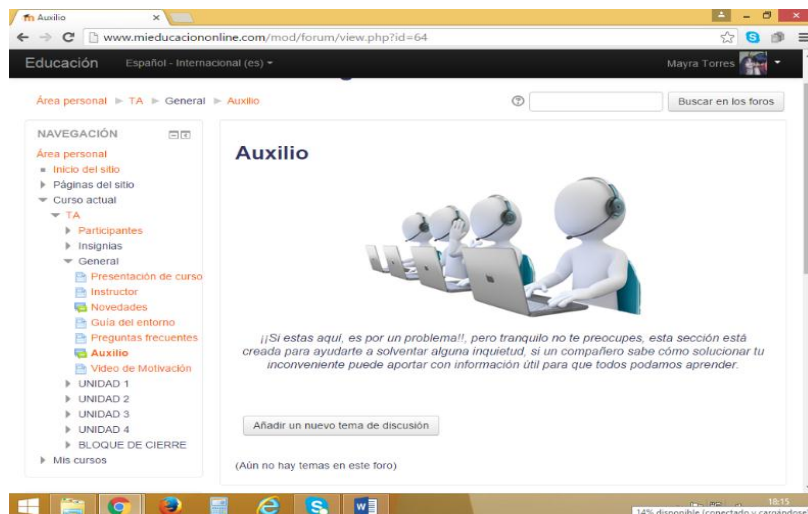 Auxilio
www.mieducaciononline.com/mod/forum/view.php?id=64
Educación Español - Internacional (es) Mayra Torres
Área personal TA General Auxilio Buscar en los foros
NAVEGACIÓN
Área personal
Inicio del sitio
Páginas del sitio
Curso actual
TA
Participantes
Insignias
General
Presentación de curso
Instructor
Novedades
Guía del entorno
Preguntas frecuentes
Auxilio
Video de Motivación
UNIDAD 1
UNIDAD 2
UNIDAD 3
UNIDAD 4
BLOQUE DE CIERRE
Mis cursos
Auxilio
¡¡Si estas aquí, es por un problema!!, pero tranquilo no te preocupes, esta sección está
creada para ayudarte a solventar alguna inquietud, si un compañero sabe cómo solucionar tu
inconveniente puede aportar con información útil para que todos podamos aprender.
Añadir un nuevo tema de discusión
(Aún no hay temas en este foro)
18:15
14% disponible (conectado y cargándose